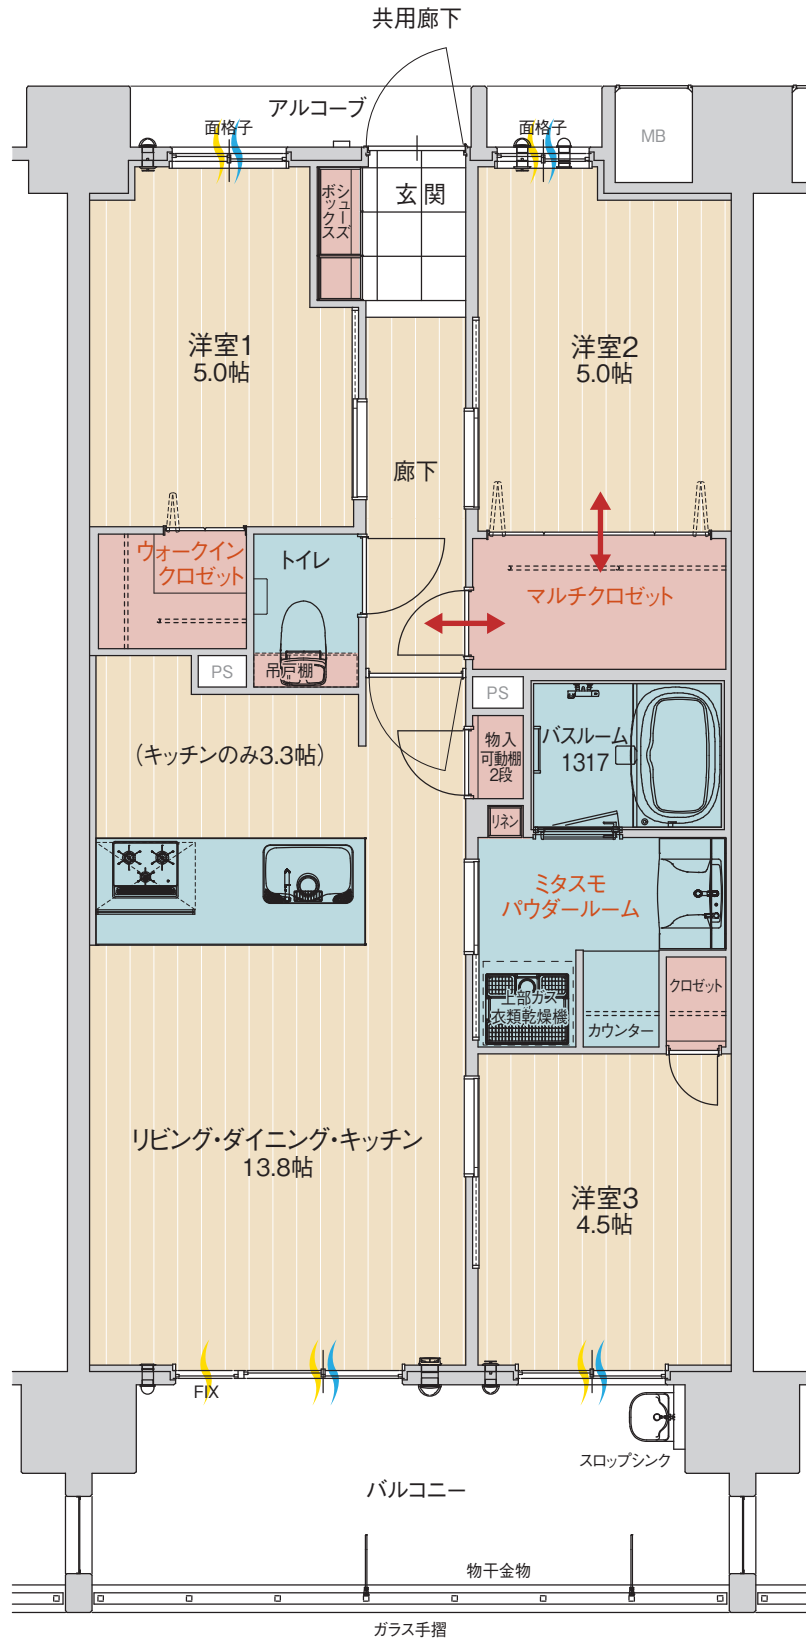 共用廊下
アルコーブ
面格子
面格子
MB
シューズ
ボックス
玄関
洋室1
5.0帖
洋室2
5.0帖
廊下
ウォークイン
クロゼット
トイレ
マルチクロゼット
PS
吊戸棚
PS
(キッチンのみ3.3帖)
物入
可動棚
2段
バスルーム
1317
リネン
ミタスモ
パウダールーム
上部ガス
衣類乾燥機
カウンター
クロゼット
リビング・ダイニング・キッチン
13.8帖
洋室3
4.5帖
FIX
スロップシンク
バルコニー
物干金物
ガラス手摺